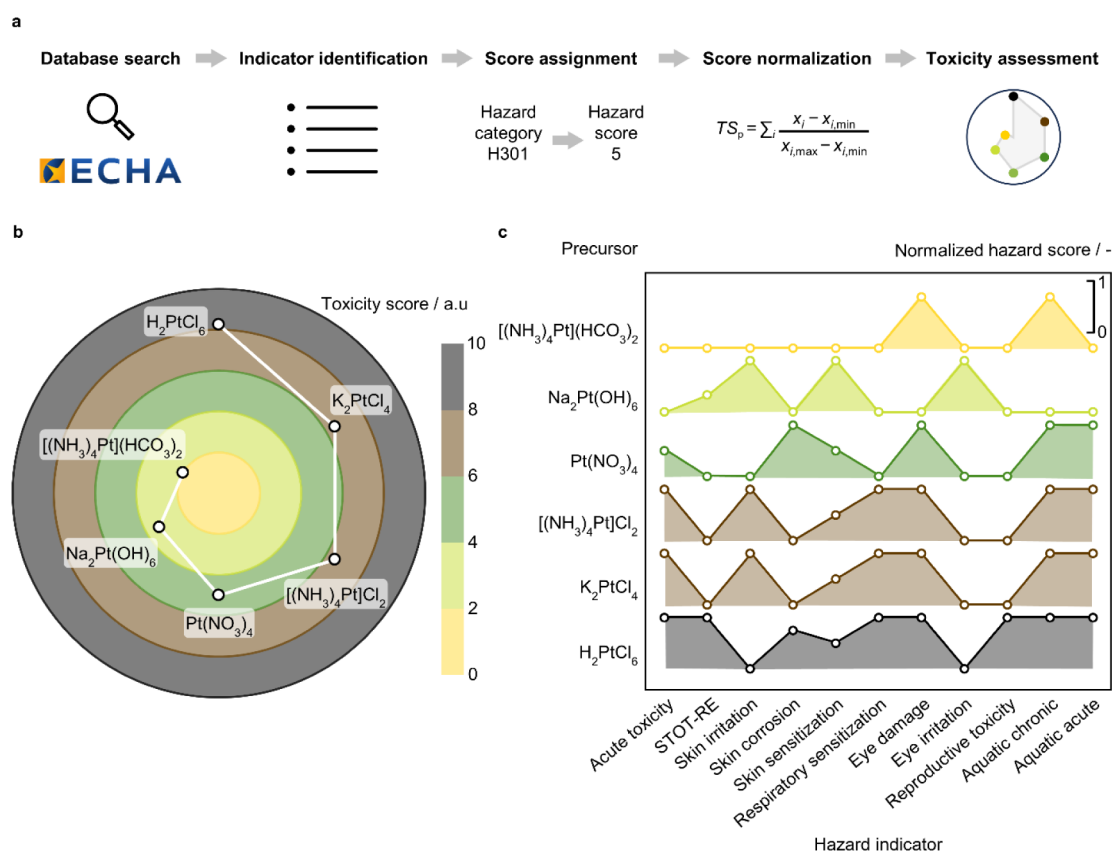 a
Database search
Indicator identification
Score assignment
Score normalization
Toxicity assessment
ECHA
Hazard
category
H301
Hazard
score
5
TSₚ = ∑ᵢ (xᵢ − xᵢ,min) / (xᵢ,max − xᵢ,min)
b
Toxicity score / a.u
H₂PtCl₆
K₂PtCl₄
[(NH₃)₄Pt](HCO₃)₂
Na₂Pt(OH)₆
Pt(NO₃)₄
[(NH₃)₄Pt]Cl₂
10
8
6
4
2
0
c
Precursor
Normalized hazard score / -
1
0
[(NH₃)₄Pt](HCO₃)₂
Na₂Pt(OH)₆
Pt(NO₃)₄
[(NH₃)₄Pt]Cl₂
K₂PtCl₄
H₂PtCl₆
Acute toxicity
STOT-RE
Skin irritation
Skin corrosion
Skin sensitization
Respiratory sensitization
Eye damage
Eye irritation
Reproductive toxicity
Aquatic chronic
Aquatic acute
Hazard indicator